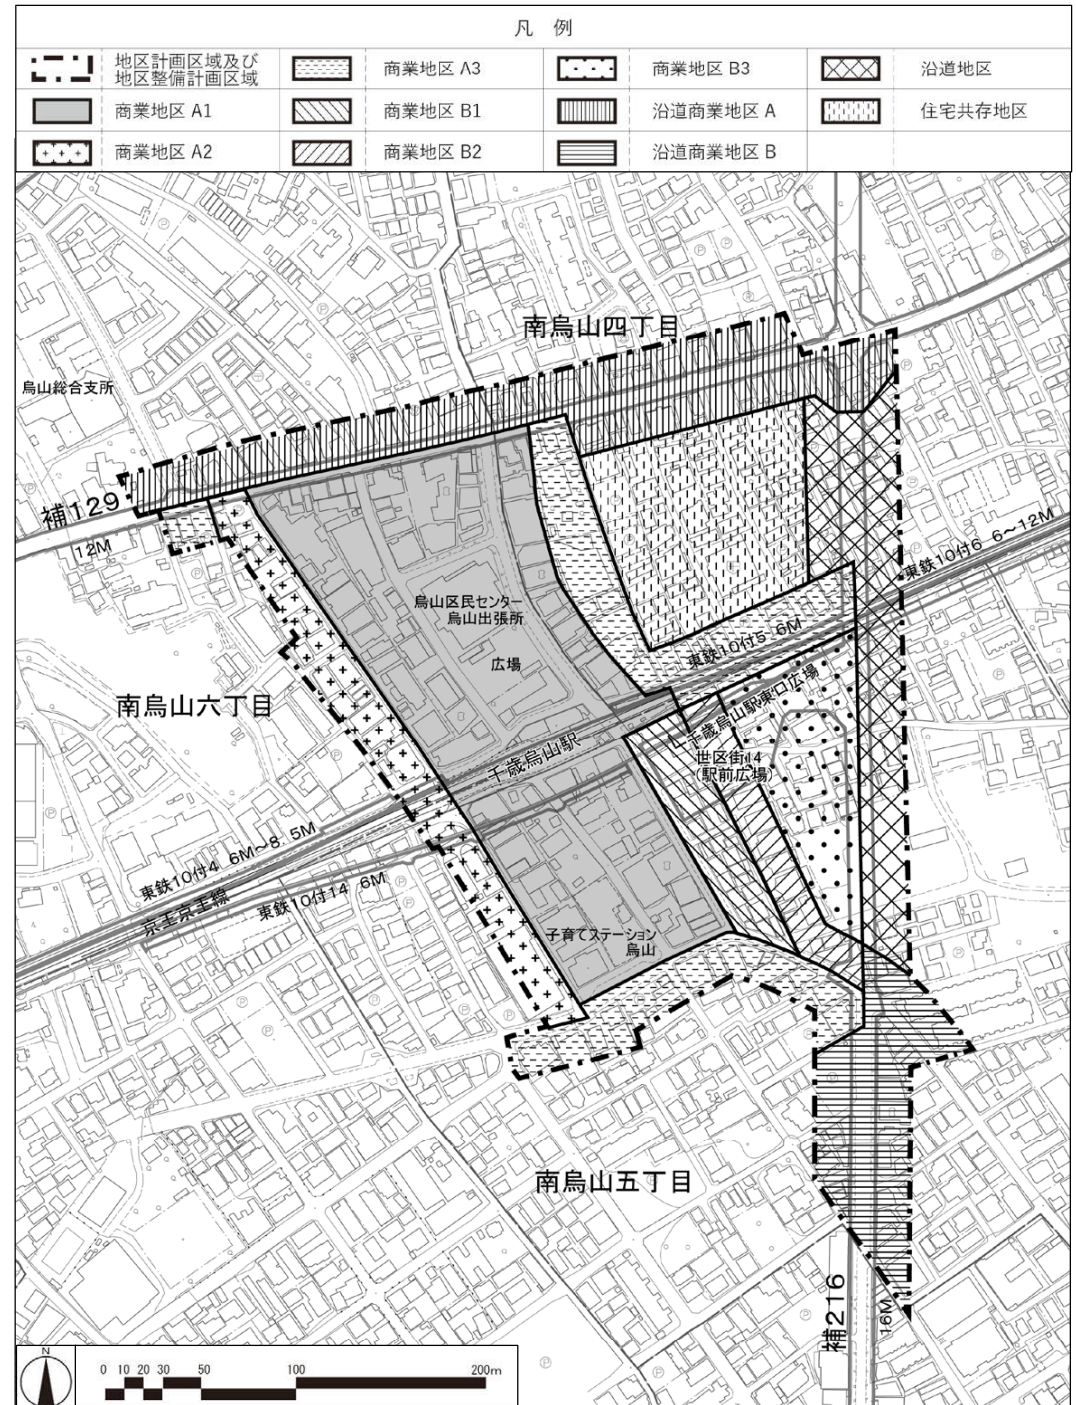 凡 例
地区計画区域及び
地区整備計画区域
商業地区 A3
商業地区 B3
沿道地区
商業地区 A1
商業地区 B1
沿道商業地区 A
住宅共存地区
商業地区 A2
商業地区 B2
沿道商業地区 B
南烏山四丁目
烏山総合支所
補129
12M
東鉄10付6 6～12M
烏山区民センター
烏山出張所
広場
東鉄10付5 6M
南烏山六丁目
千歳烏山駅東口広場
千歳烏山駅
世区街14
(駅前広場)
東鉄10付4 6M～8.5M
京王京王線
東鉄10付14 6M
子育てステーション
烏山
南烏山五丁目
補216
16M
N
0 10 20 30 50 100 200m